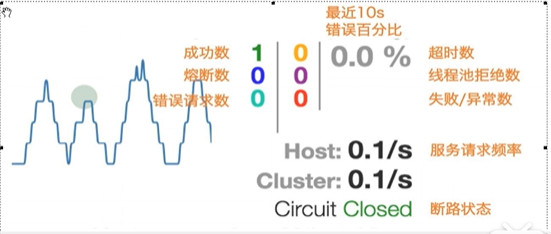 最近10s
错误百分比
成功数 1 0 0.0 % 超时数
熔断数 0 0 线程池拒绝数
错误请求数 0 0 失败/异常数
Host: 0.1/s 服务请求频率
Cluster: 0.1/s
Circuit Closed 断路状态